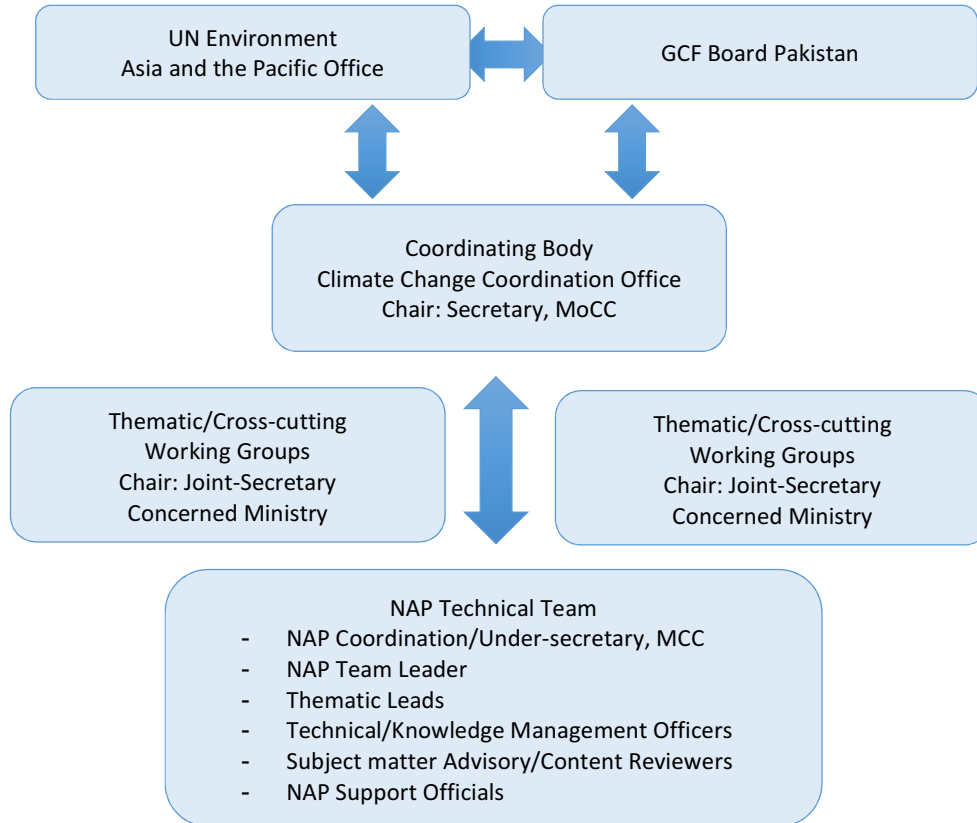 UN Environment
Asia and the Pacific Office
GCF Board Pakistan
Coordinating Body
Climate Change Coordination Office
Chair: Secretary, MoCC
Thematic/Cross-cutting
Working Groups
Chair: Joint-Secretary
Concerned Ministry
Thematic/Cross-cutting
Working Groups
Chair: Joint-Secretary
Concerned Ministry
NAP Technical Team
- NAP Coordination/Under-secretary, MCC
- NAP Team Leader
- Thematic Leads
- Technical/Knowledge Management Officers
- Subject matter Advisory/Content Reviewers
- NAP Support Officials